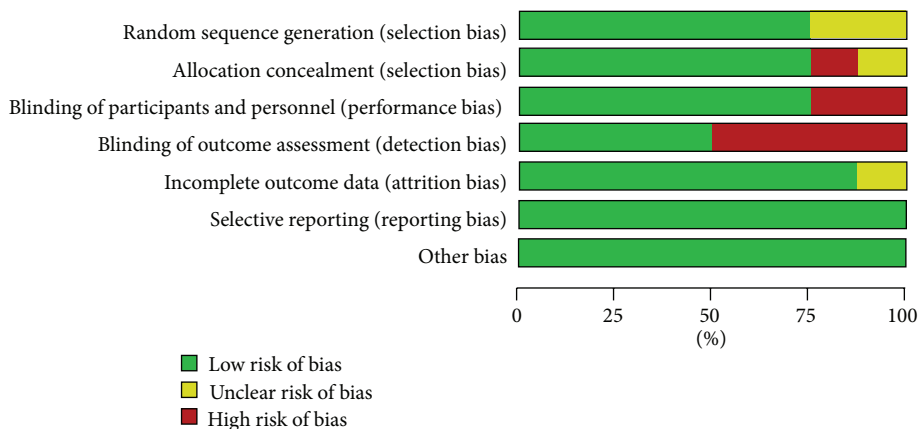 Random sequence generation (selection bias)
Allocation concealment (selection bias)
Blinding of participants and personnel (performance bias)
Blinding of outcome assessment (detection bias)
Incomplete outcome data (attrition bias)
Selective reporting (reporting bias)
Other bias
0 25 50 75 100
(%)
Low risk of bias
Unclear risk of bias
High risk of bias